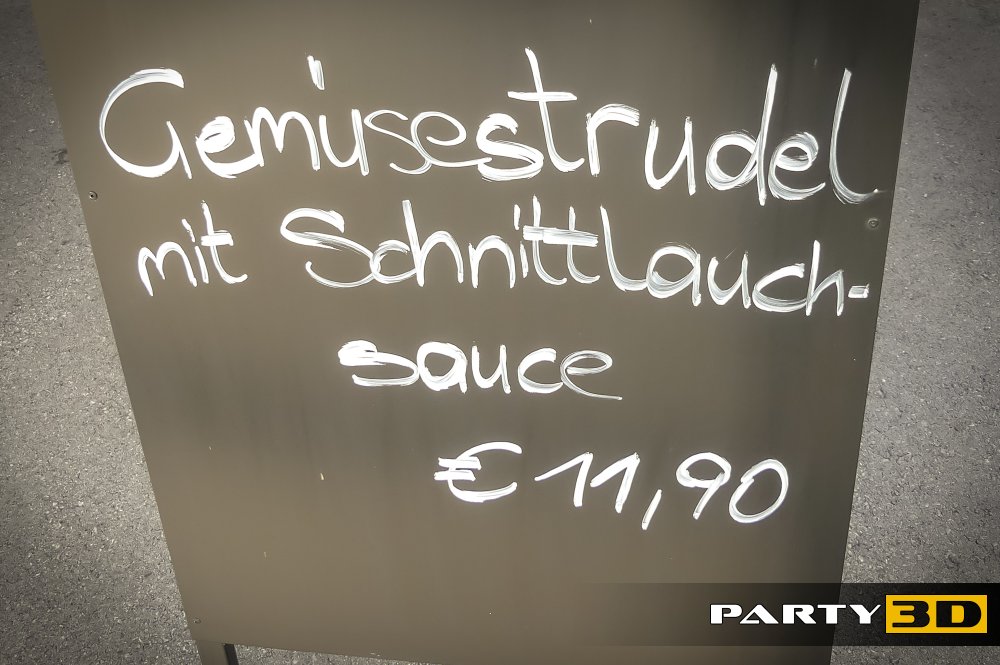 Gemüsestrudel
mit Schnittlauch-
sauce
€ 11,90
PARTY 3D